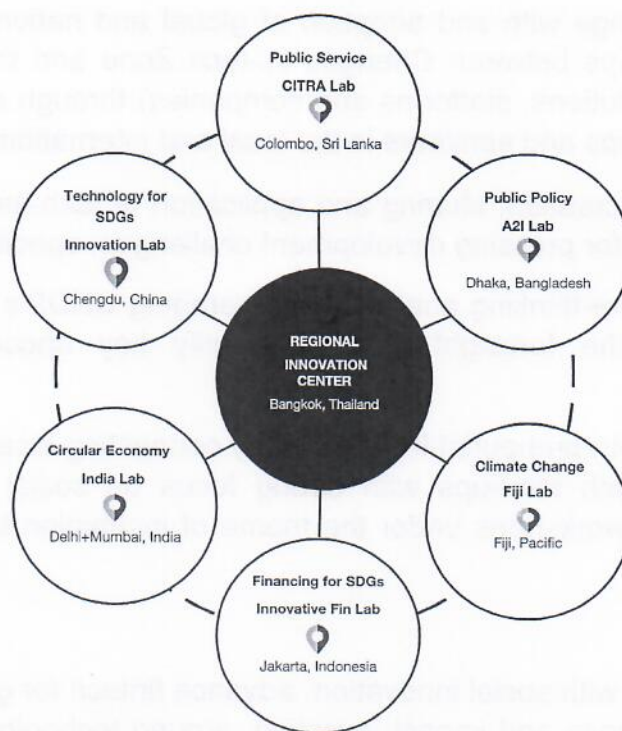 Public Service
CITRA Lab
Colombo, Sri Lanka
Technology for
SDGs
Innovation Lab
Chengdu, China
Public Policy
A2I Lab
Dhaka, Bangladesh
REGIONAL
INNOVATION
CENTER
Bangkok, Thailand
Circular Economy
India Lab
Delhi+Mumbai, India
Climate Change
Fiji Lab
Fiji, Pacific
Financing for SDGs
Innovative Fin Lab
Jakarta, Indonesia